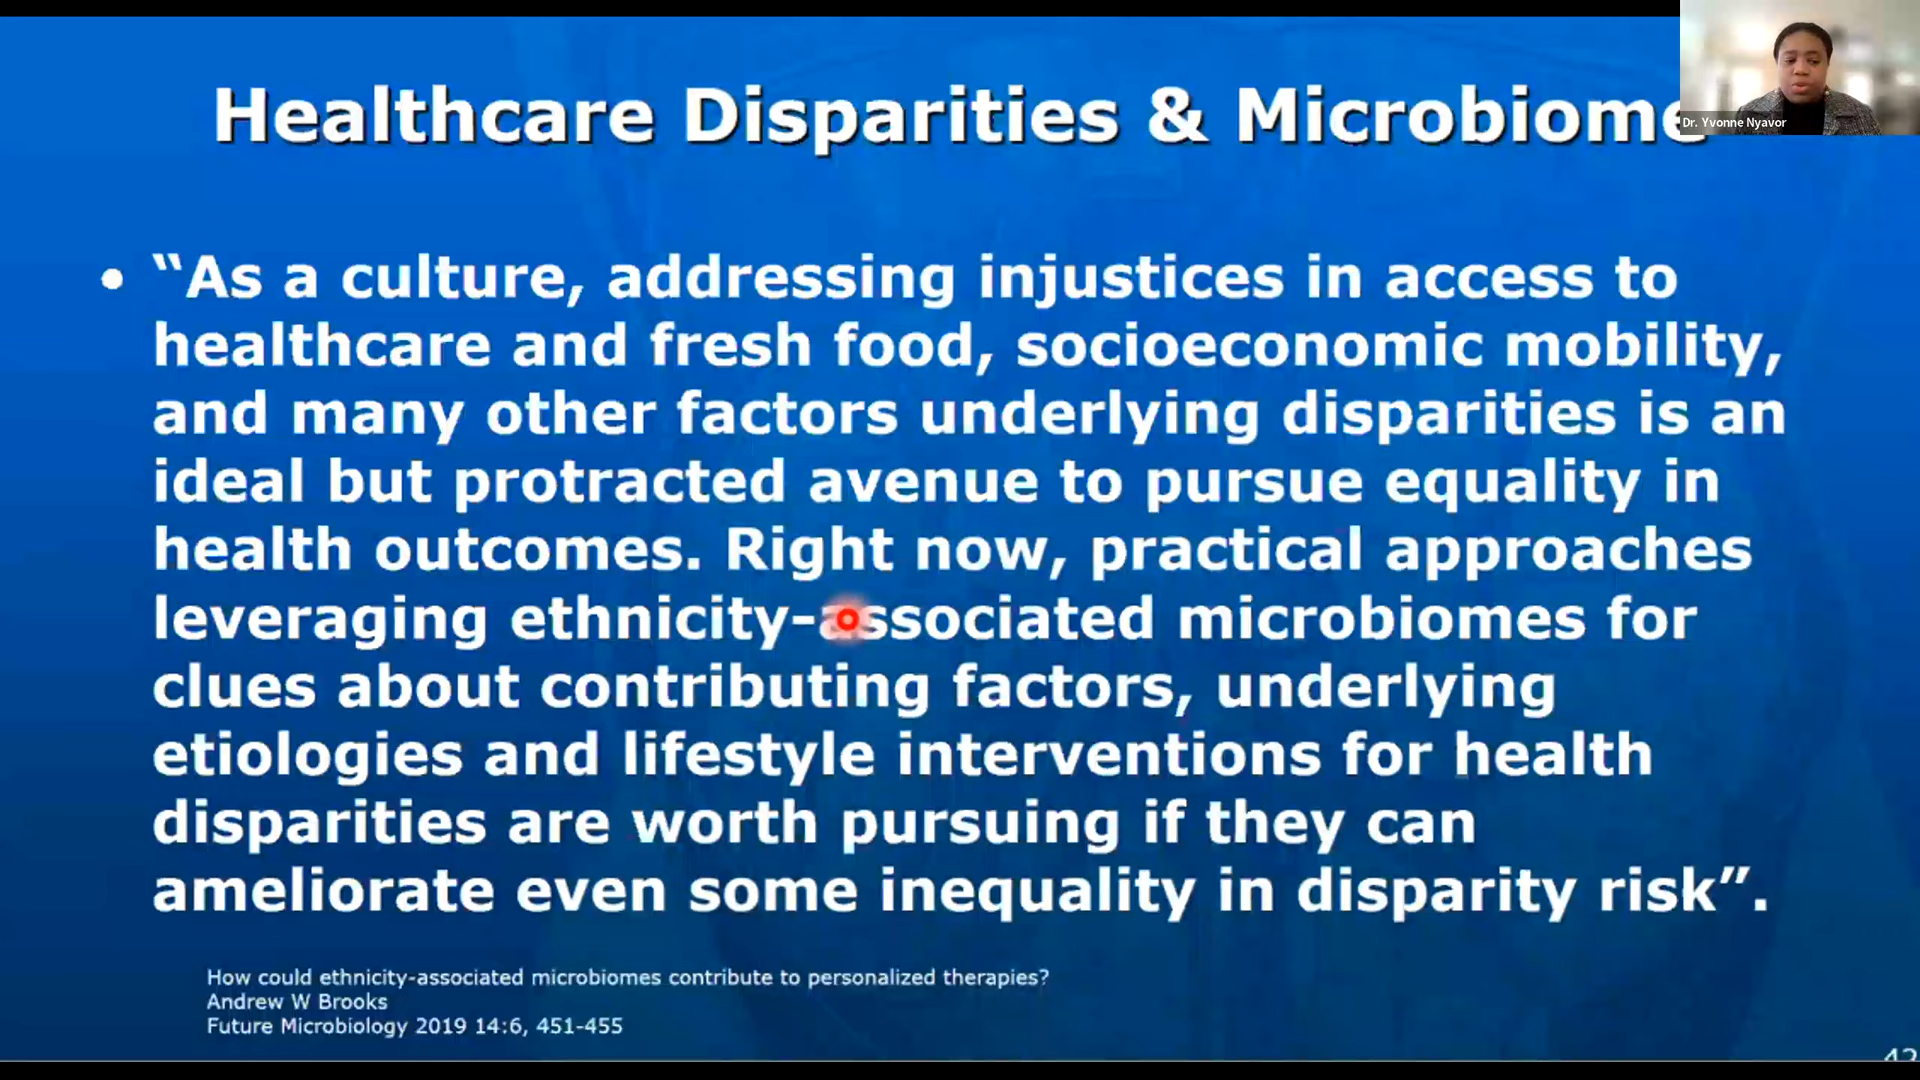 Healthcare Disparities & Microbiome
Dr. Yvonne Nyavor
• “As a culture, addressing injustices in access to
healthcare and fresh food, socioeconomic mobility,
and many other factors underlying disparities is an
ideal but protracted avenue to pursue equality in
health outcomes. Right now, practical approaches
leveraging ethnicity-associated microbiomes for
clues about contributing factors, underlying
etiologies and lifestyle interventions for health
disparities are worth pursuing if they can
ameliorate even some inequality in disparity risk”.
How could ethnicity-associated microbiomes contribute to personalized therapies?
Andrew W Brooks
Future Microbiology 2019 14:6, 451-455
42